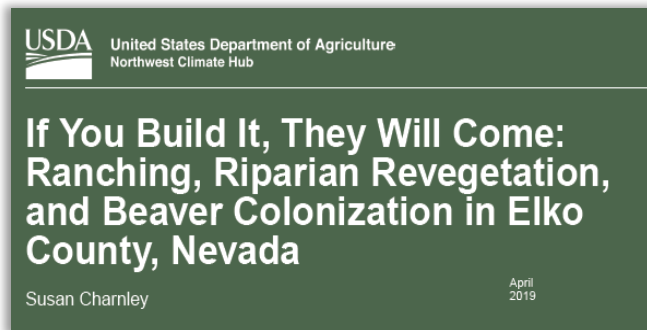 USDA
United States Department of Agriculture
Northwest Climate Hub
If You Build It, They Will Come:
Ranching, Riparian Revegetation,
and Beaver Colonization in Elko
County, Nevada
Susan Charnley
April
2019